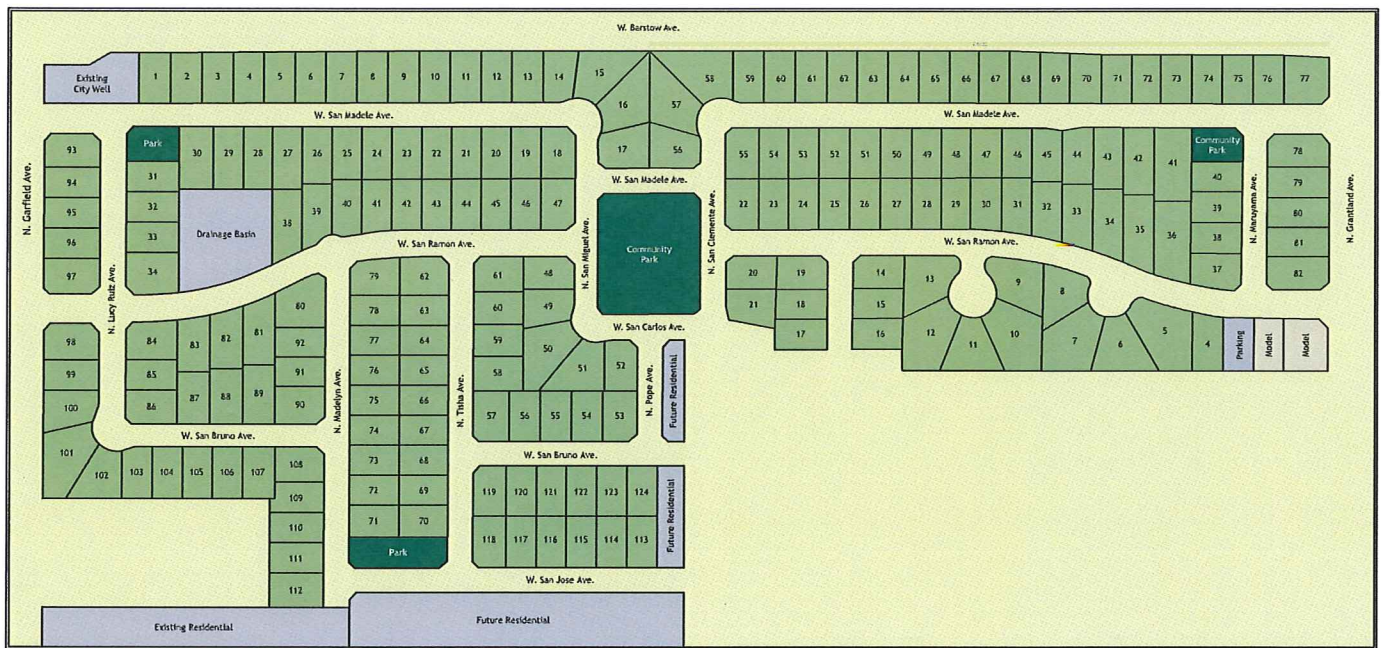 W. Barstow Ave.
Existing
City Well
1 2 3 4 5 6 7 8 9 10 11 12 13 14 15 16 57 58 59 60 61 62 63 64 65 66 67 68 69 70 71 72 73 74 75 76 77
W. San Madele Ave.
W. San Madele Ave.
17 56
W. San Madele Ave.
N. Garfield Ave.
93
94
95
96
97
Park
31
32
33
34
30 29 28 27 26 25 24 23 22 21 20 19 18
Drainage Basin
38 39 40 41 42 43 44 45 46 47
W. San Ramon Ave.
N. Lucy Ruiz Ave.
N. San Miguel Ave.
Community
Park
N. San Clemente Ave.
55 54 53 52 51 50 49 48 47 46 45 44 43 42 41
22 23 24 25 26 27 28 29 30 31 32 33 34 35 36
Community
Park
40
39
38
37
N. Maruyama Ave.
78
79
80
81
82
N. Grantland Ave.
W. San Ramon Ave.
98
99
100
101
84 83 82 81 80
85 92
86 87 88 89 91
90
N. Madelyn Ave.
79 62
78 63
77 64
76 65
75 66
74 67
73 68
72 69
71 70
Park
N. Tisha Ave.
61 48
60 49
59 50
58 51 52
57 56 55 54 53
W. San Carlos Ave.
N. Pope Ave.
Future Residential
20 19
21 18
17
14
15
16
13 12 11 10 9 8 7 6 5 4
Parking
Model
Model
W. San Bruno Ave.
102 103 104 105 106 107 108
109
110
111
112
W. San Bruno Ave.
119 120 121 122 123 124
118 117 116 115 114 113
Future Residential
W. San Jose Ave.
Existing Residential
Future Residential